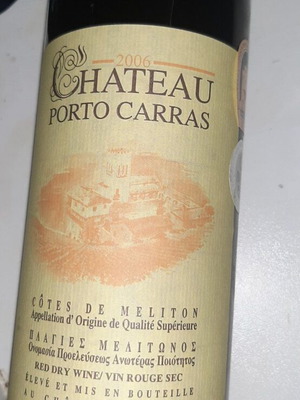 2006
CHATEAU
PORTO CARRAS
CÔTES DE MELITON
Appellation d' Origine de Qualité Supérieure
ΠΛΑΓΙΕΣ ΜΕΛΙΤΩΝΟΣ
Ονομασία Προελεύσεως Ανωτέρας Ποιότητος
RED DRY WINE/ VIN ROUGE SEC
ÉLEVÉ ET MIS EN BOUTEILLE
AU